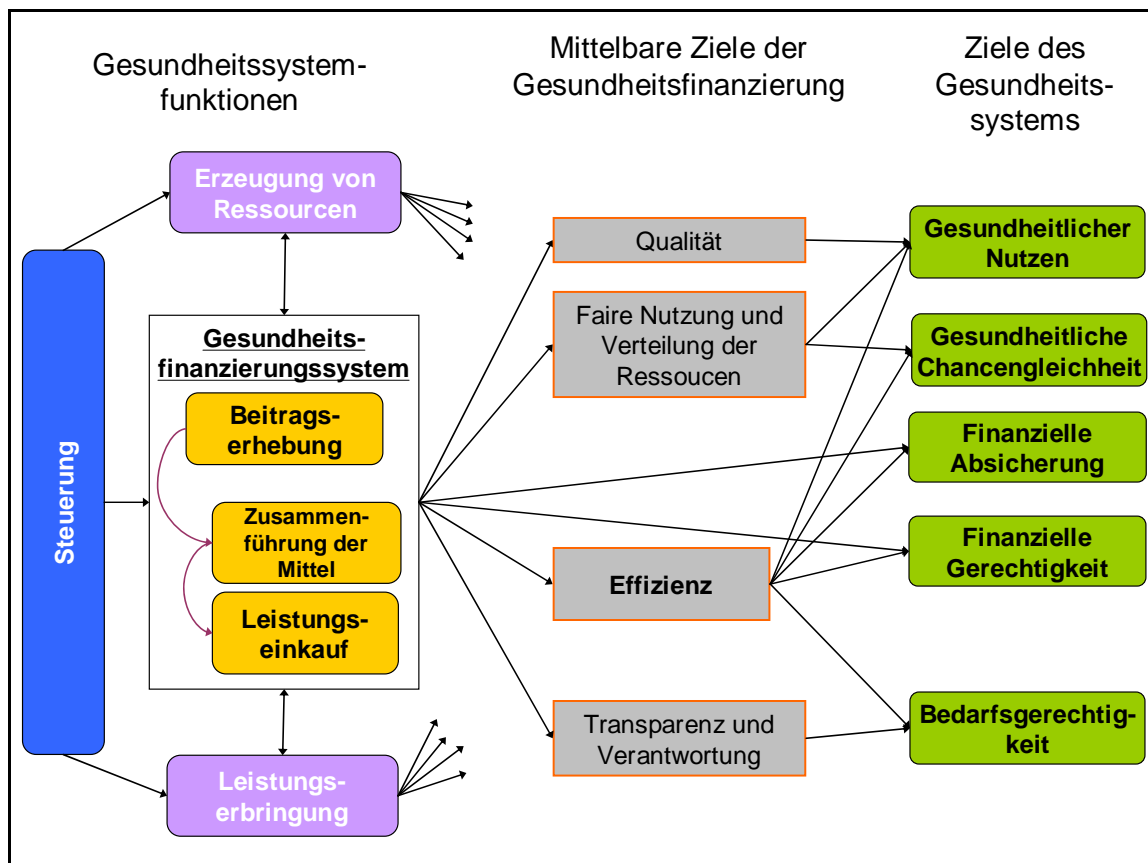 Gesundheitssystem-
funktionen
Mittelbare Ziele der
Gesundheitsfinanzierung
Ziele des
Gesundheits-
systems
Steuerung
Erzeugung von
Ressourcen
Gesundheits-
finanzierungssystem
Beitrags-
erhebung
Zusammen-
führung der
Mittel
Leistungs-
einkauf
Leistungs-
erbringung
Qualität
Faire Nutzung und
Verteilung der
Ressoucen
Effizienz
Transparenz und
Verantwortung
Gesundheitlicher
Nutzen
Gesundheitliche
Chancengleichheit
Finanzielle
Absicherung
Finanzielle
Gerechtigkeit
Bedarfsgerechtig-
keit